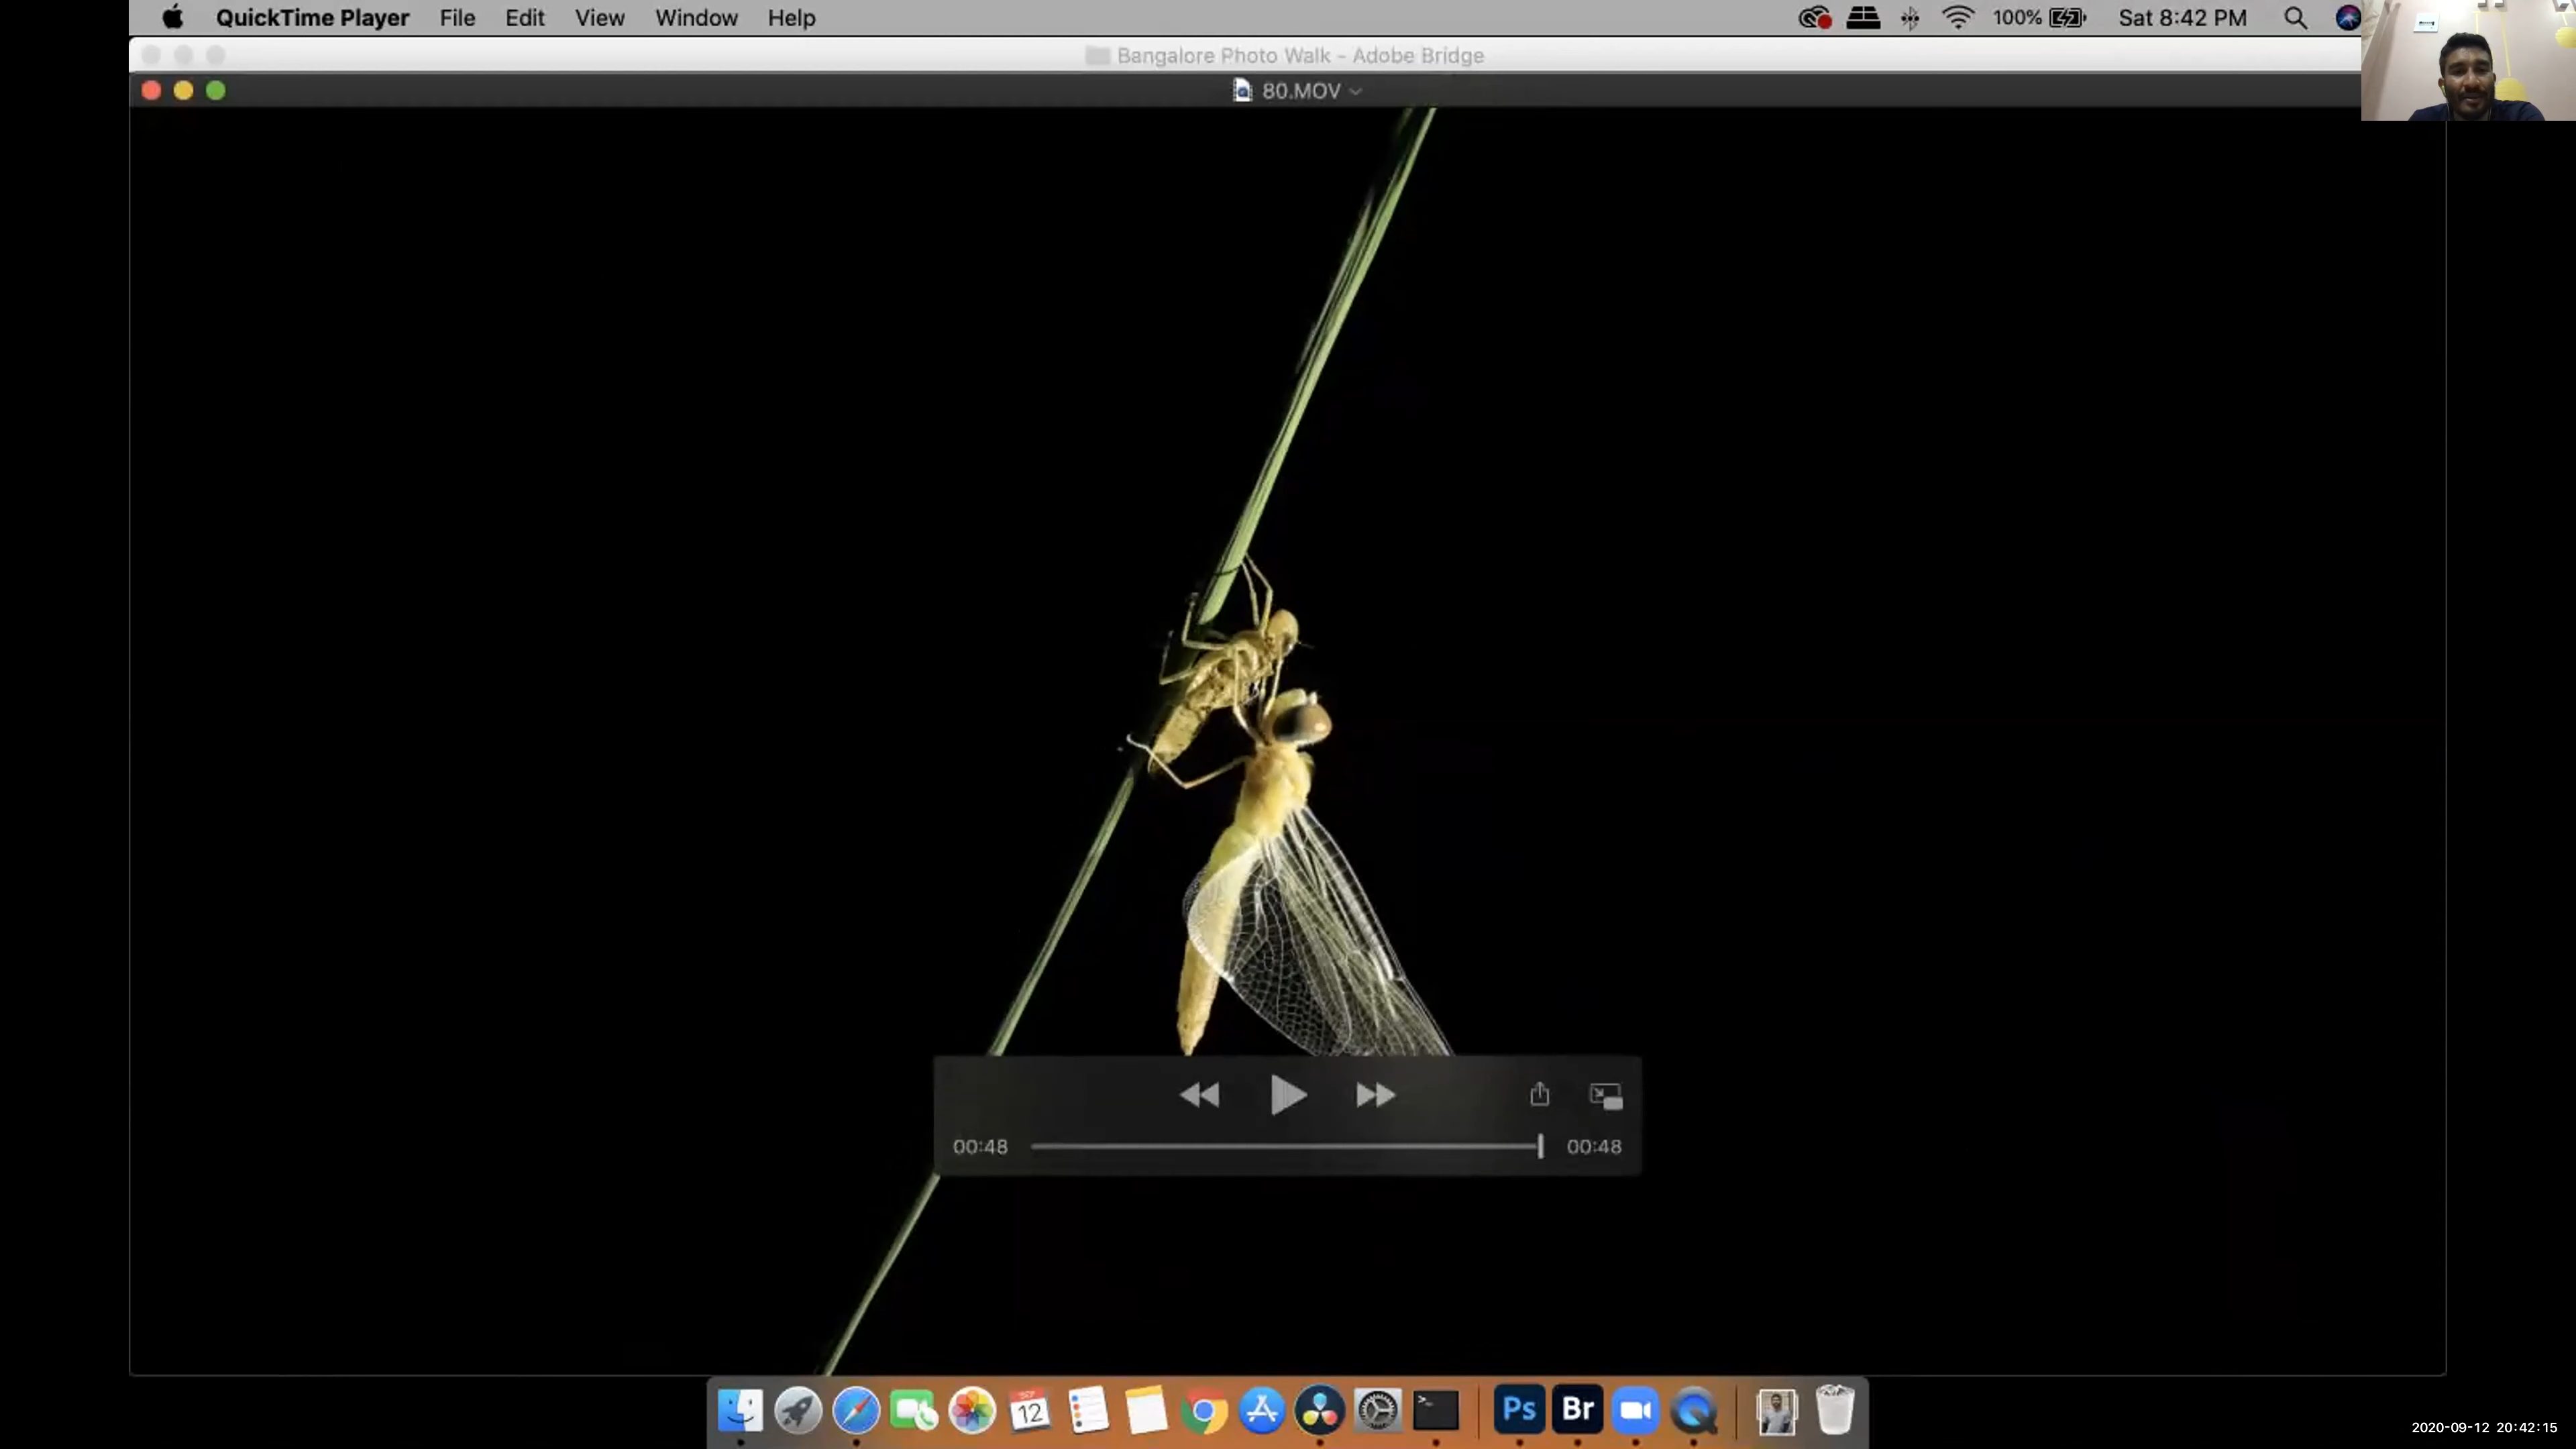 QuickTime Player File Edit View Window Help 100% Sat 8:42 PM
Bangalore Photo Walk - Adobe Bridge
80.MOV
00:48 00:48
SEP
12
>_
Ps Br
2020-09-12 20:42:15